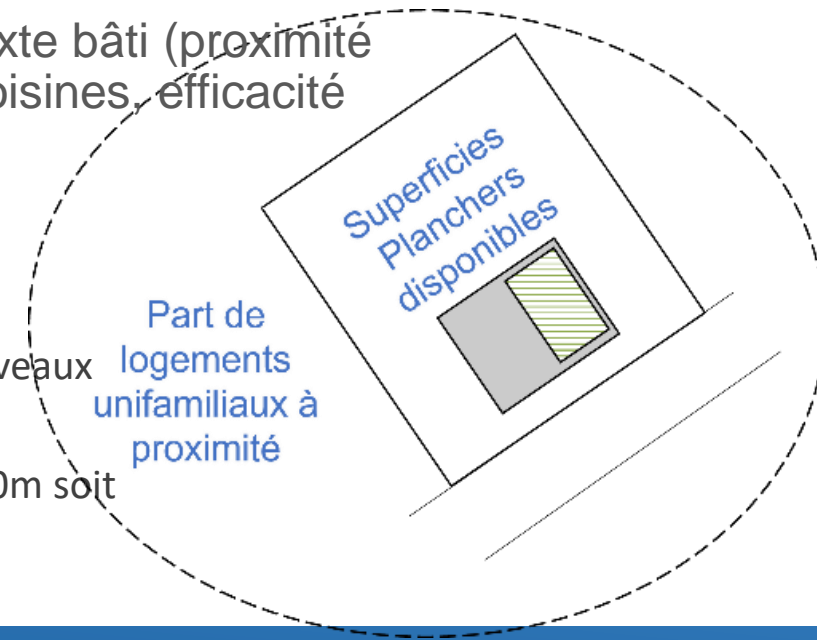 xte bâti (proximité
oisines, efficacité
Superficies
Planchers
disponibles
Part de
logements
unifamiliaux à
proximité
veaux
0m soit